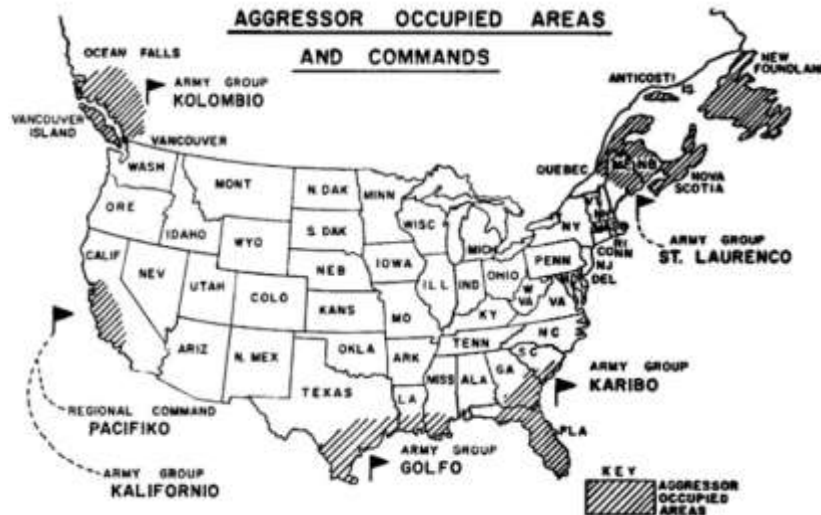 AGGRESSOR OCCUPIED AREAS
AND COMMANDS
OCEAN FALLS
ARMY GROUP
KOLOMBIO
VANCOUVER
ISLAND
VANCOUVER
ANTICOSTI
IS.
NEW
FOUNDLAN
QUEBEC
ME
NB
NOVA
SCOTIA
ARMY GROUP
ST. LAURENCO
WASH
MONT
N. DAK
MINN
ORE
IDAHO
WYO
S. DAK
WISC
MICH
NY
VT
NH
MASS
RI
CONN
NJ
DEL
CALIF
NEV
UTAH
COLO
NEB
IOWA
ILL
IND
OHIO
PENN
W
VA
VA
KANS
MO
KY
ARIZ
N. MEX
OKLA
ARK
TENN
NC
SC
TEXAS
LA
MISS
ALA
GA
FLA
ARMY GROUP
KARIBO
REGIONAL COMMAND
PACIFIKO
ARMY GROUP
KALIFORNIO
ARMY GROUP
GOLFO
KEY
AGGRESSOR
OCCUPIED
AREAS